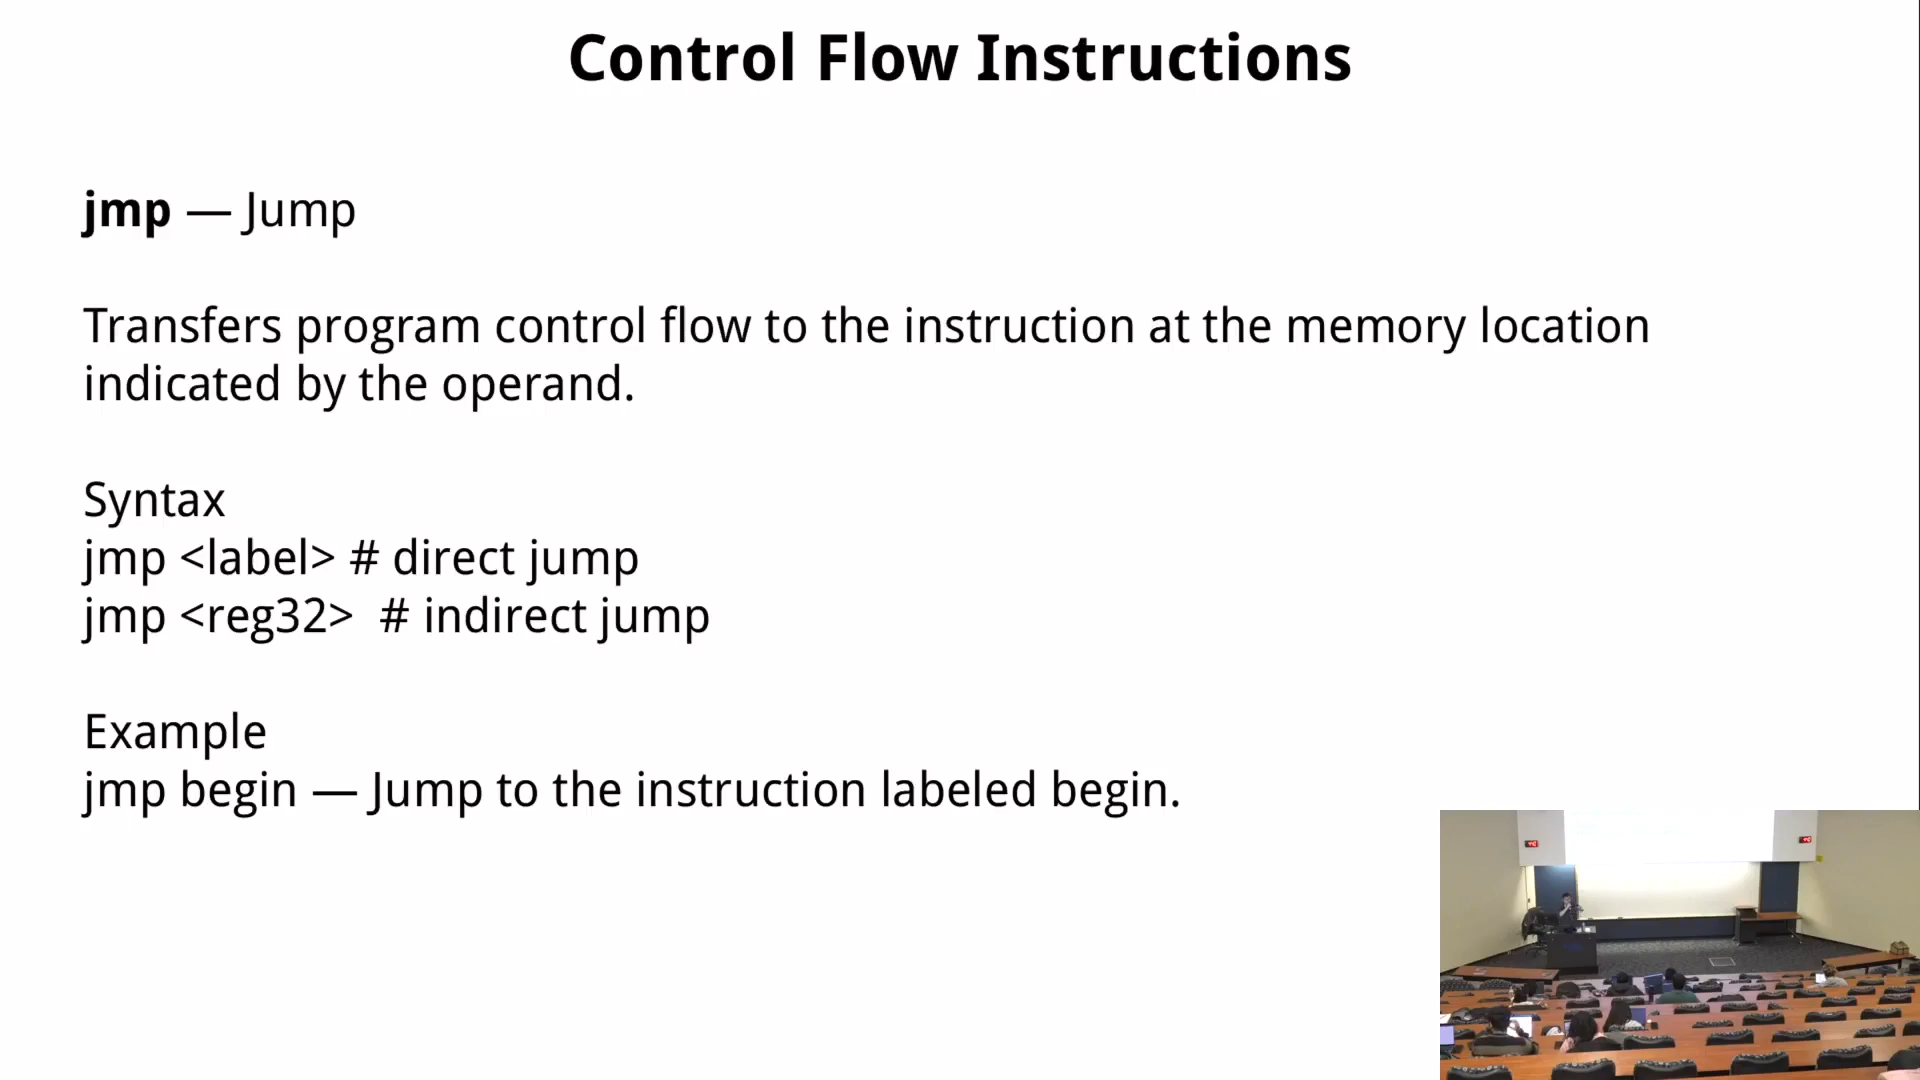 Control Flow Instructions
jmp — Jump
Transfers program control flow to the instruction at the memory location
indicated by the operand.
Syntax
jmp <label> # direct jump
jmp <reg32>  # indirect jump
Example
jmp begin — Jump to the instruction labeled begin.